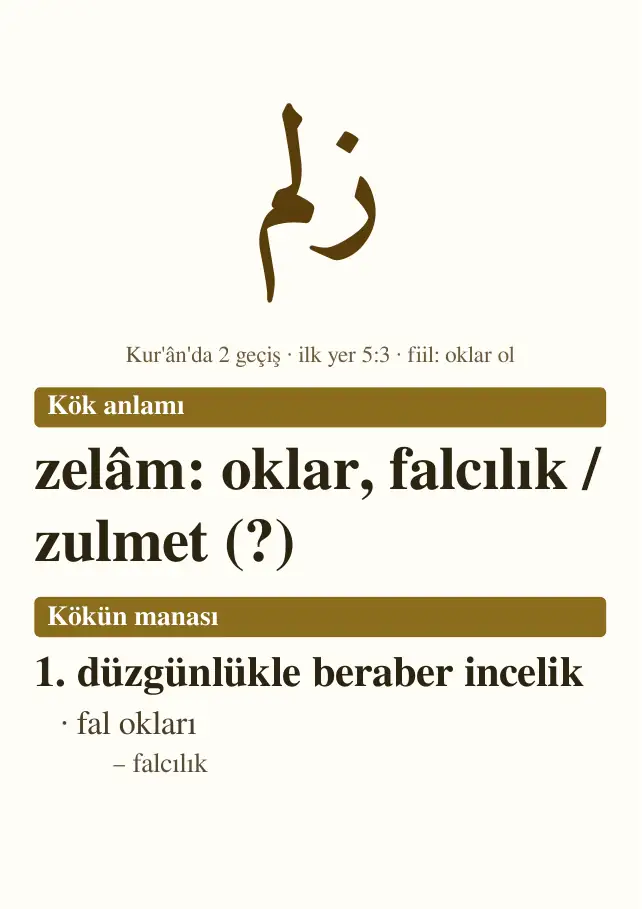 زلم
Kur'ân'da 2 geçiş · ilk yer 5:3 · fiil: oklar ol
Kök anlamı
zelâm: oklar, falcılık /
zulmet (?)
Kökün manası
1. düzgünlükle beraber incelik
· fal okları
– falcılık